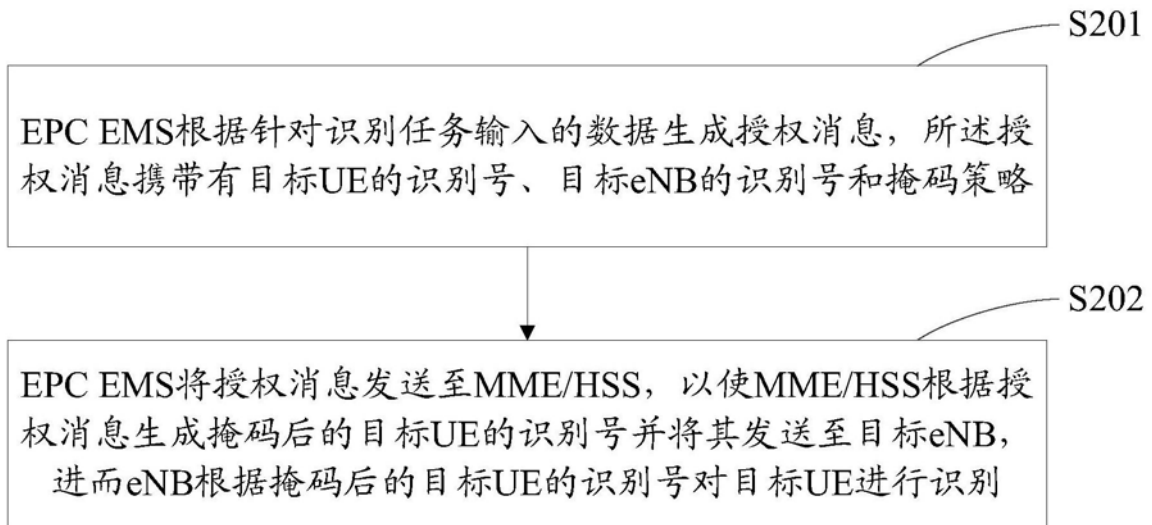 S201
EPC EMS根据针对识别任务输入的数据生成授权消息，所述授
权消息携带有目标UE的识别号、目标eNB的识别号和掩码策略
S202
EPC EMS将授权消息发送至MME/HSS，以使MME/HSS根据授
权消息生成掩码后的目标UE的识别号并将其发送至目标eNB，
进而eNB根据掩码后的目标UE的识别号对目标UE进行识别